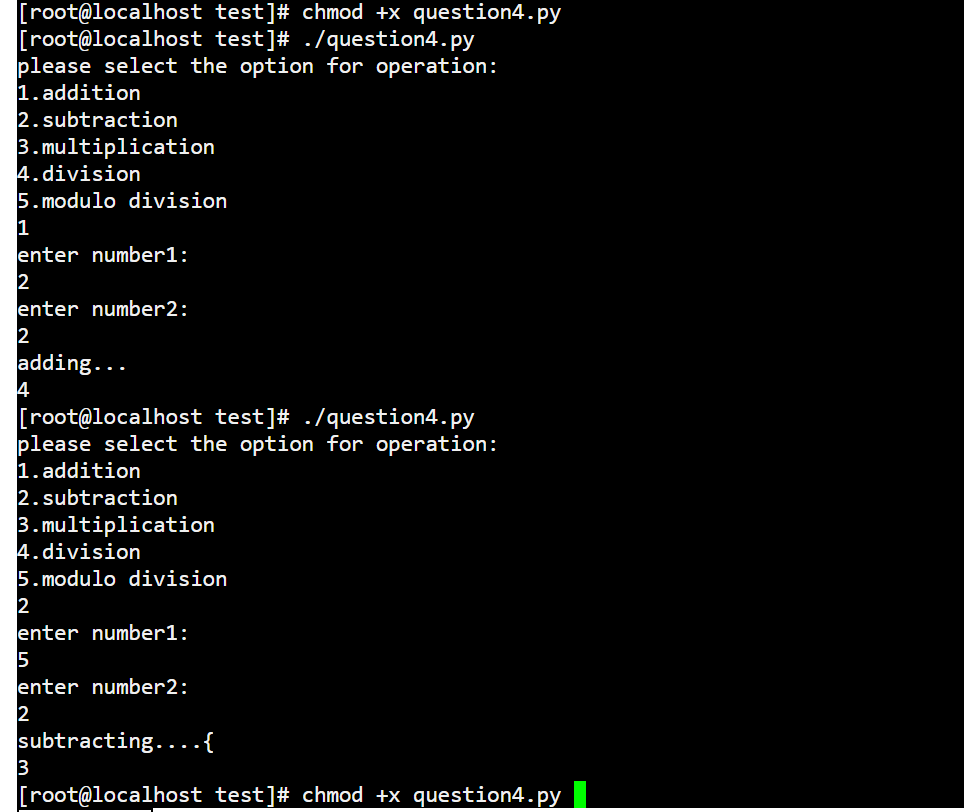 [root@localhost test]# chmod +x question4.py
[root@localhost test]# ./question4.py
please select the option for operation:
1.addition
2.subtraction
3.multiplication
4.division
5.modulo division
1
enter number1:
2
enter number2:
2
adding...
4
[root@localhost test]# ./question4.py
please select the option for operation:
1.addition
2.subtraction
3.multiplication
4.division
5.modulo division
2
enter number1:
5
enter number2:
2
subtracting....{
3
[root@localhost test]# chmod +x question4.py